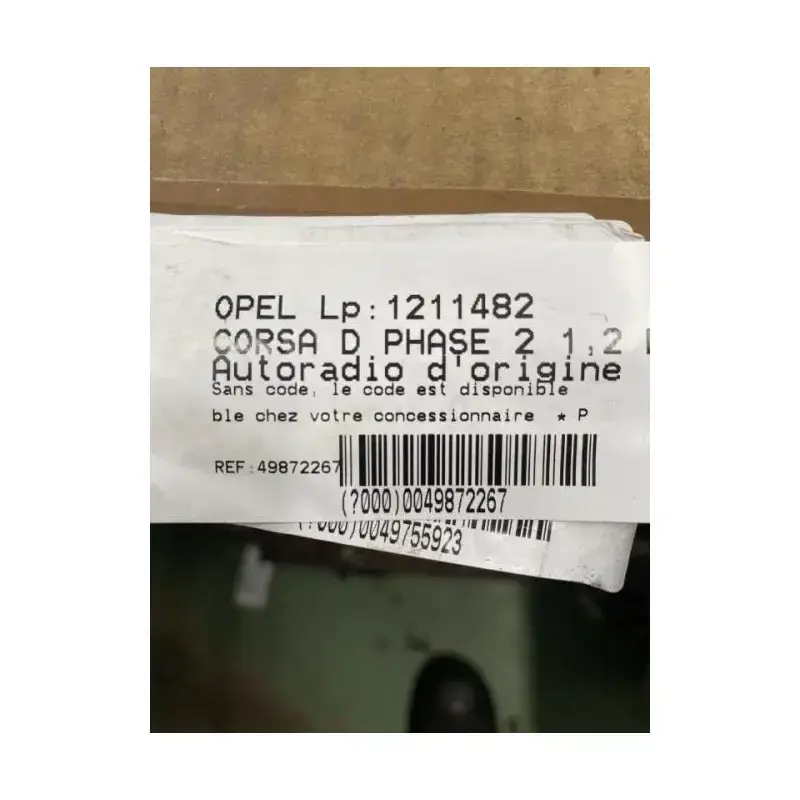 OPEL Lp:1211482
CORSA D PHASE 2 1,2
Autoradio d'origine
Sans code, le code est disponible
ble chez votre concessionnaire * P
REF:49872267
(?000)0049872267
(?000)0049755923